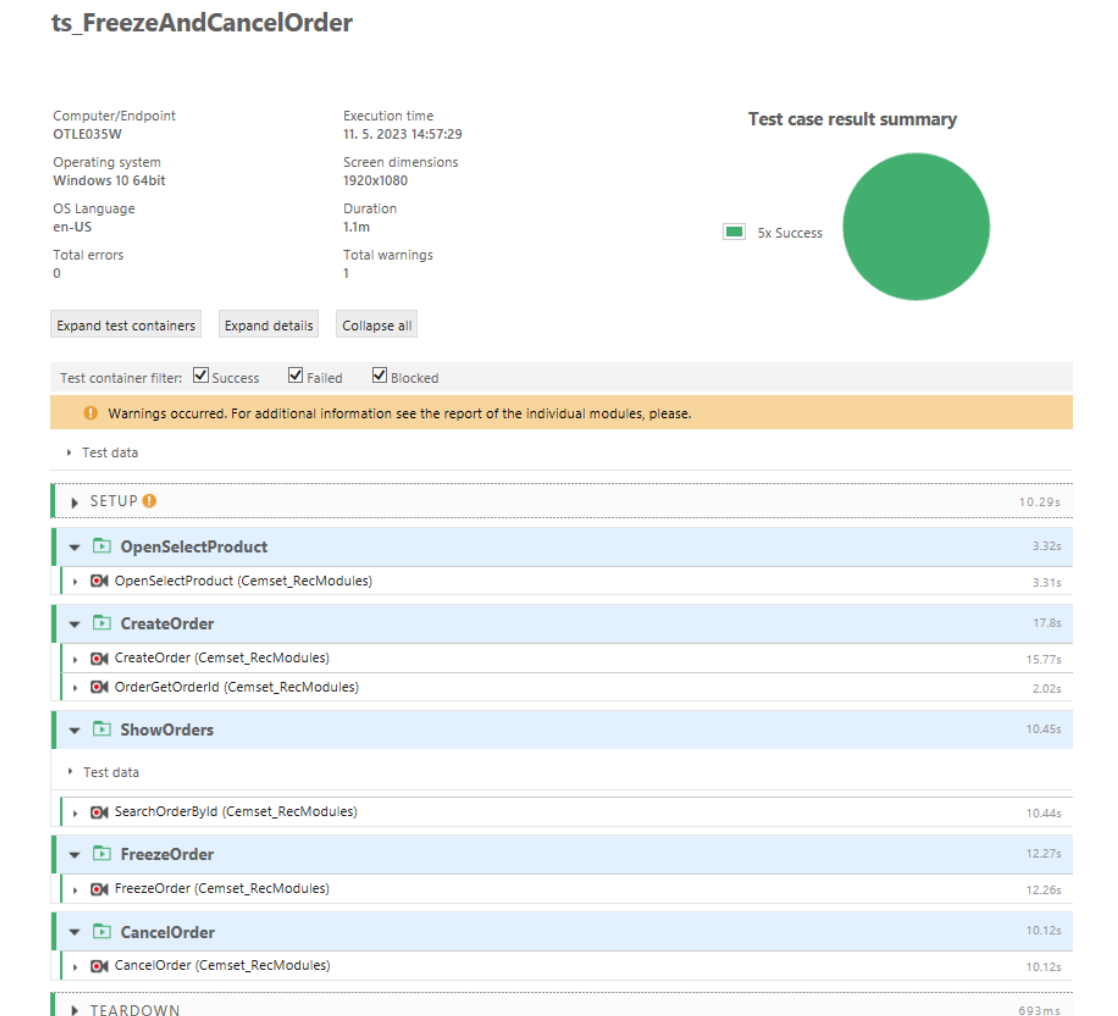 ts_FreezeAndCancelOrder
Computer/Endpoint
OTLE035W
Execution time
11. 5. 2023 14:57:29
Test case result summary
Operating system
Windows 10 64bit
Screen dimensions
1920x1080
OS Language
en-US
Duration
1.1m
5x Success
Total errors
0
Total warnings
1
Expand test containers Expand details Collapse all
Test container filter: Success Failed Blocked
Warnings occurred. For additional information see the report of the individual modules, please.
Test data
SETUP 10.29s
OpenSelectProduct 3.32s
OpenSelectProduct (Cemset_RecModules) 3.31s
CreateOrder 17.8s
CreateOrder (Cemset_RecModules) 15.77s
OrderGetOrderId (Cemset_RecModules) 2.02s
ShowOrders 10.45s
Test data
SearchOrderById (Cemset_RecModules) 10.44s
FreezeOrder 12.27s
FreezeOrder (Cemset_RecModules) 12.26s
CancelOrder 10.12s
CancelOrder (Cemset_RecModules) 10.12s
TEARDOWN 693ms